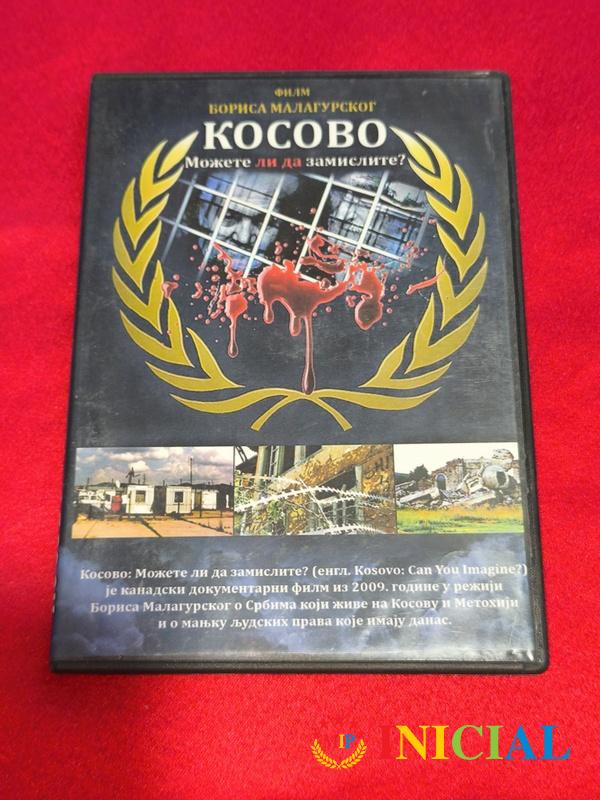 ФИЛМ
БОРИСА МАЛАГУРСКОГ
КОСОВО
Можете ли да замислите?
Косово: Можете ли да замислите? (енгл. Kosovo: Can You Imagine?)
је канадски документарни филм из 2009. године у режији
Бориса Малагурског о Србима који живе на Косову и Метохији
и о мањку људских права које имају данас.
IP INICIAL